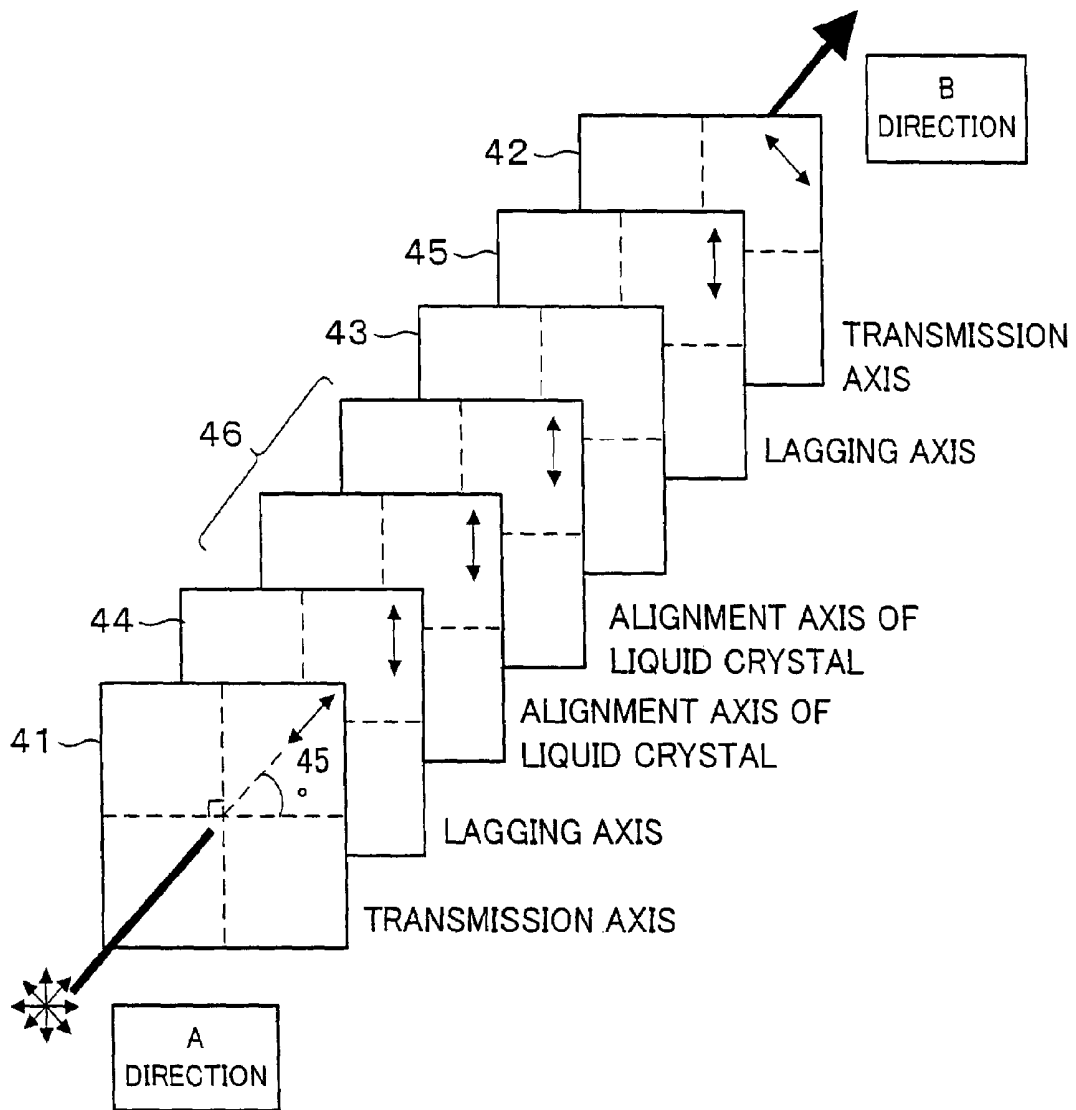 B
DIRECTION
42
45
43
TRANSMISSION
AXIS
46
LAGGING AXIS
44
ALIGNMENT AXIS OF
LIQUID CRYSTAL
41
ALIGNMENT AXIS OF
LIQUID CRYSTAL
45
°
LAGGING AXIS
TRANSMISSION AXIS
A
DIRECTION